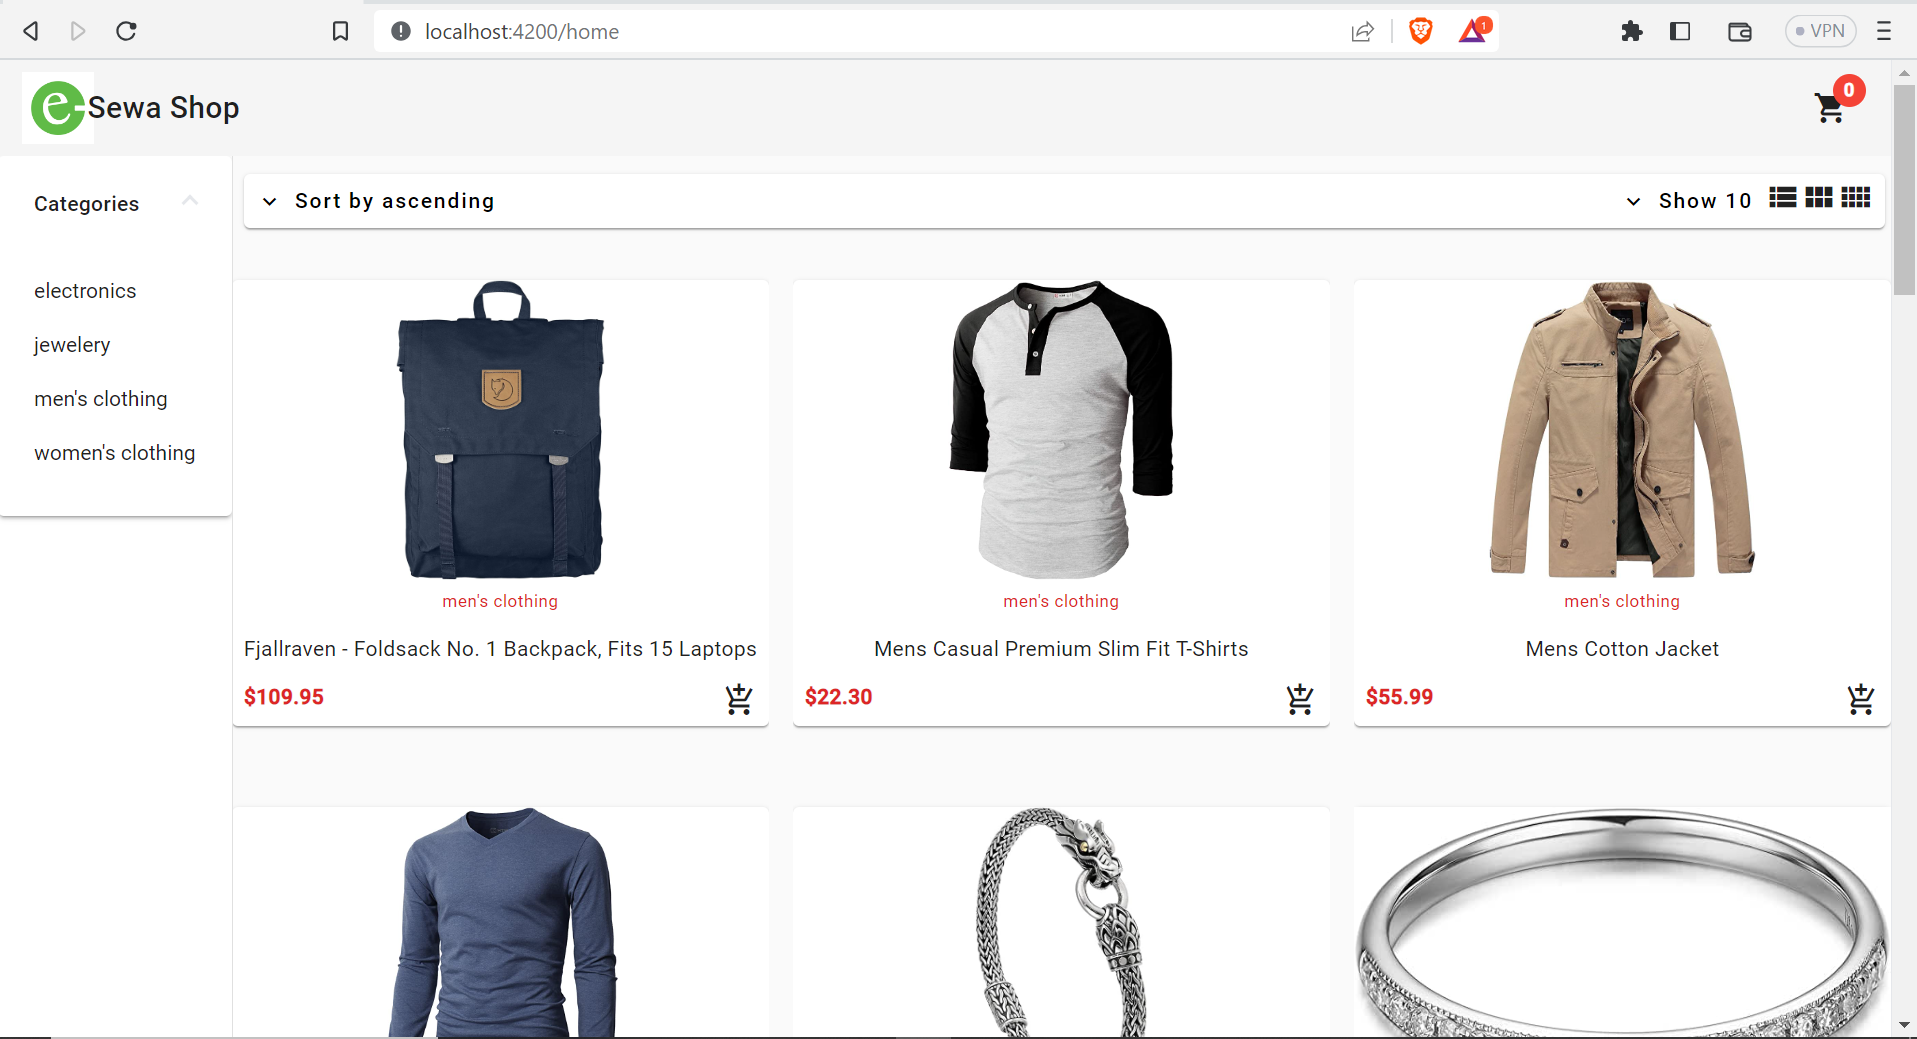 localhost:4200/home
1
VPN
e-Sewa Shop
0
Categories
electronics
jewelery
men's clothing
women's clothing
Sort by ascending
Show 10
men's clothing
Fjallraven - Foldsack No. 1 Backpack, Fits 15 Laptops
$109.95
men's clothing
Mens Casual Premium Slim Fit T-Shirts
$22.30
men's clothing
Mens Cotton Jacket
$55.99